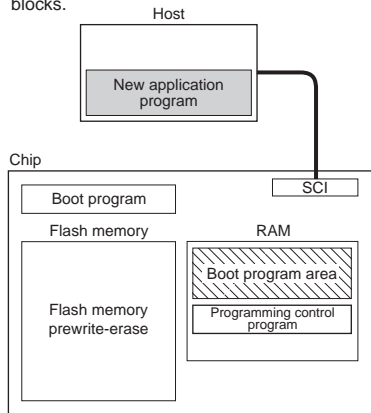 blocks.
Host
New application
program
Chip
SCI
Boot program
Flash memory
RAM
Boot program area
Flash memory
prewrite-erase
Programming control
program